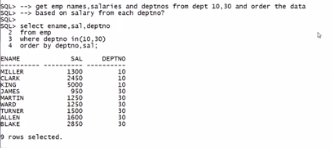 SQL> --> get emp names,salaries and deptnos from dept 10,30 and order the data
SQL> --> based on salary from each deptno?
SQL>
SQL> select ename,sal,deptno
2 from emp
3 where deptno in(10,30)
4 order by deptno,sal;
ENAME SAL DEPTNO
---------- ---------- ----------
MILLER 1300 10
CLARK 2450 10
KING 5000 10
JAMES 950 30
MARTIN 1250 30
WARD 1250 30
TURNER 1500 30
ALLEN 1600 30
BLAKE 2850 30
9 rows selected.